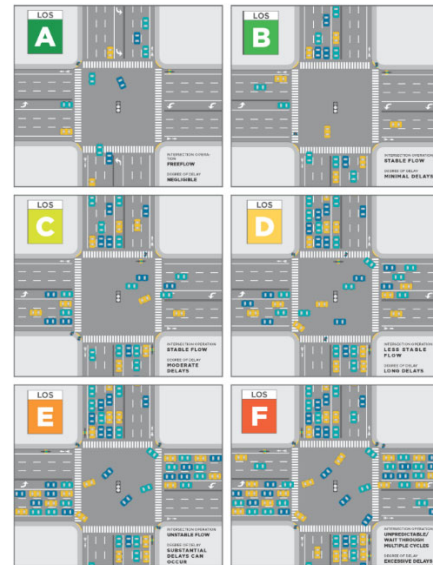 LOS
A
INTERSECTION OPERATION
FREEFLOW
DEGREE OF DELAY
NEGLIGIBLE
LOS
B
INTERSECTION OPERATION
STABLE FLOW
DEGREE OF DELAY
MINIMAL DELAYS
LOS
C
INTERSECTION OPERATION
STABLE FLOW
DEGREE OF DELAY
MODERATE
DELAYS
LOS
D
INTERSECTION OPERATION
LESS STABLE
FLOW
DEGREE OF DELAY
LONG DELAYS
LOS
E
INTERSECTION OPERATION
UNSTABLE FLOW
DEGREE OF DELAY
SUBSTANTIAL
DELAYS CAN
OCCUR
LOS
F
INTERSECTION OPERATION
UNPREDICTABLE/
WAIT THROUGH
MULTIPLE CYCLES
DEGREE OF DELAY
EXCESSIVE DELAYS